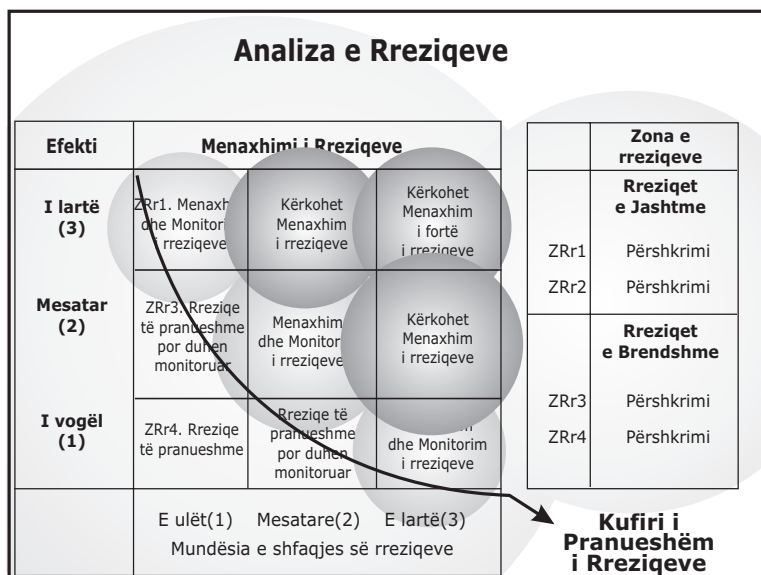 Analiza e Rreziqeve
Efekti
Menaxhimi i Rreziqeve
I lartë
(3)
ZRr1. Menaxh
dhe Monitori
i rreziqeve
Kërkohet
Menaxhim
i rreziqeve
Kërkohet
Menaxhim
i fortë
i rreziqeve
Mesatar
(2)
ZRr3. Rreziqe
të pranueshme
por duhen
monitoruar
Menaxhim
dhe Monitor
i rreziqeve
Kërkohet
Menaxhim
i rreziqeve
I vogël
(1)
ZRr4. Rreziqe
të pranueshme
Rreziqe të
pranueshme
por duhen
monitoruar
dhe Monitorim
i rreziqeve
E ulët(1) Mesatare(2) E lartë(3)
Mundësia e shfaqjes së rreziqeve
Zona e
rreziqeve
Rreziqet
e Jashtme
ZRr1 Përshkrimi
ZRr2 Përshkrimi
Rreziqet
e Brendshme
ZRr3 Përshkrimi
ZRr4 Përshkrimi
Kufiri i
Pranueshëm
i Rreziqeve